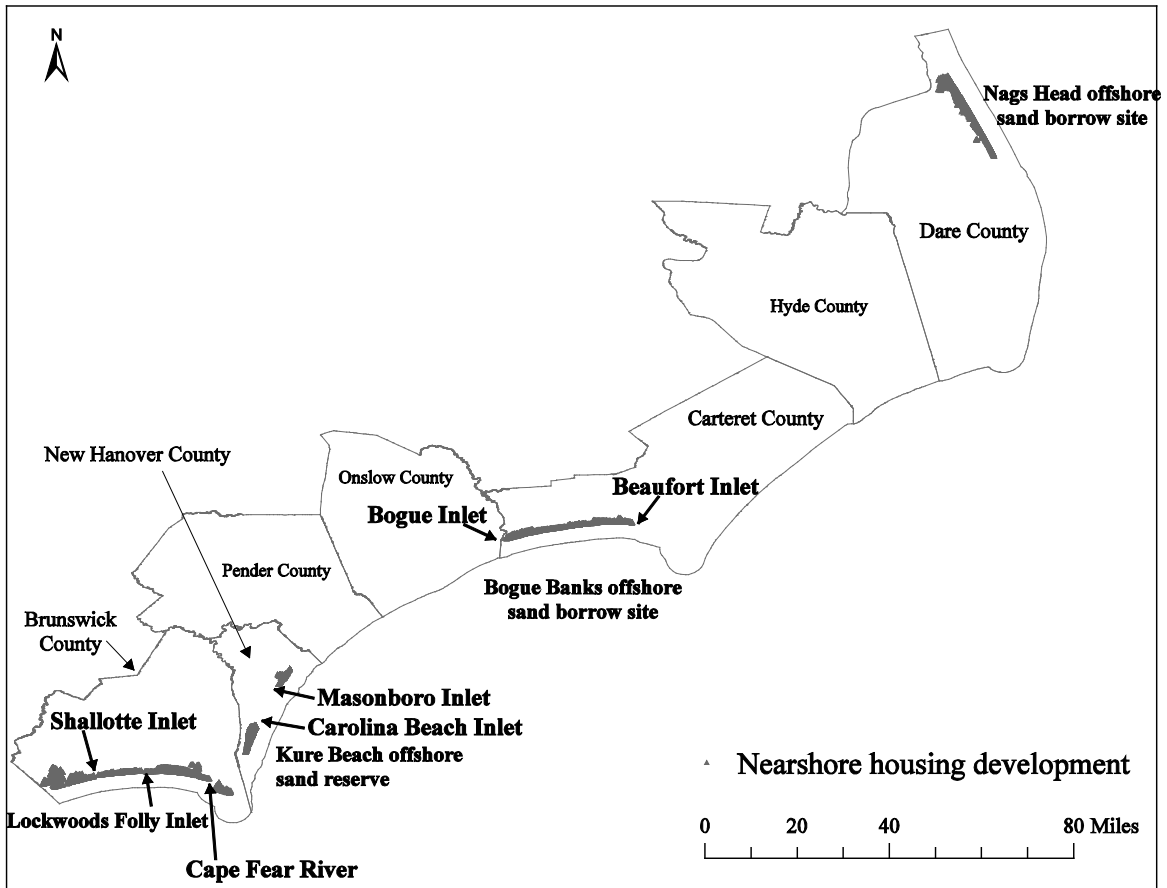 N
Nags Head offshore
sand borrow site
Dare County
Hyde County
Carteret County
New Hanover County
Onslow County
Beaufort Inlet
Bogue Inlet
Pender County
Bogue Banks offshore
sand borrow site
Brunswick
County
Masonboro Inlet
Shallotte Inlet
Carolina Beach Inlet
Kure Beach offshore
sand reserve
Nearshore housing development
Lockwoods Folly Inlet
0 20 40 80 Miles
Cape Fear River